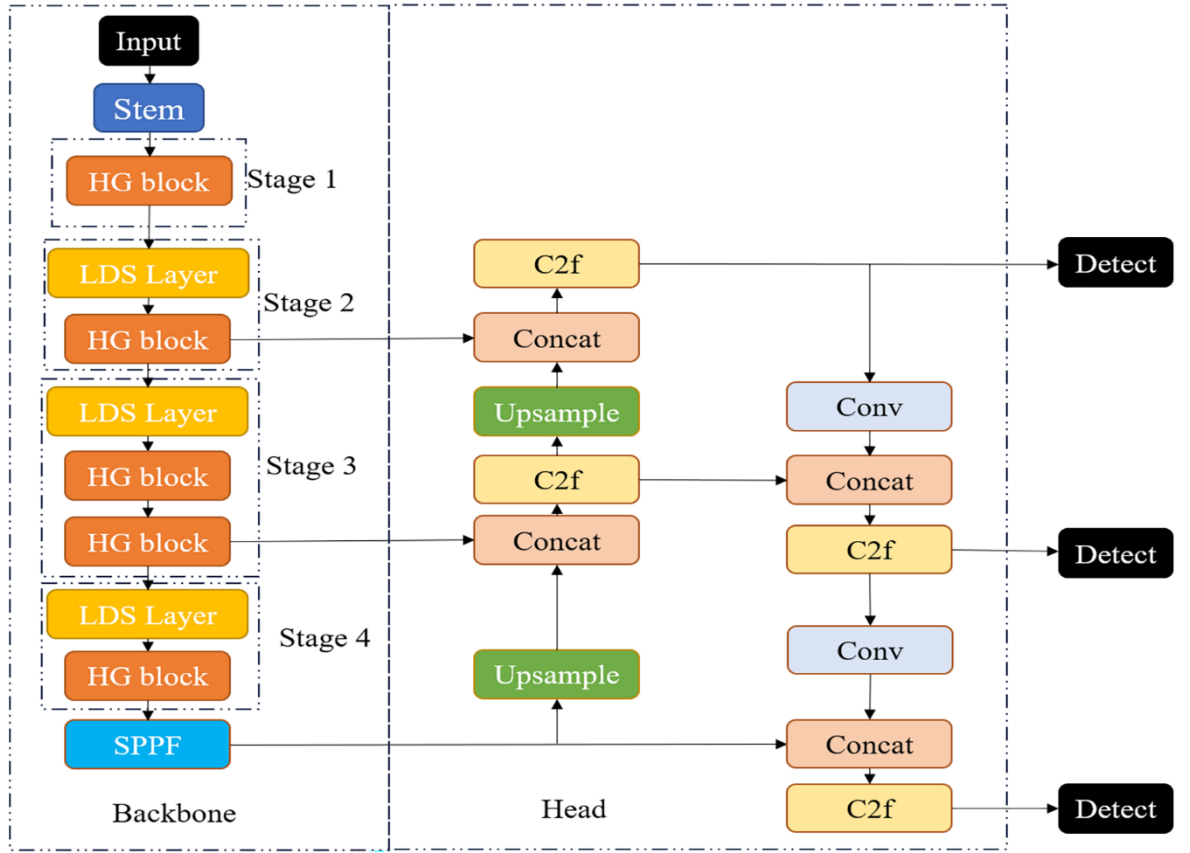 Input
Stem
HG block
Stage 1
LDS Layer
Stage 2
HG block
LDS Layer
HG block
Stage 3
HG block
LDS Layer
Stage 4
HG block
SPPF
Backbone
C2f
Concat
Upsample
C2f
Concat
Upsample
Head
Conv
Concat
C2f
Conv
Concat
C2f
Detect
Detect
Detect